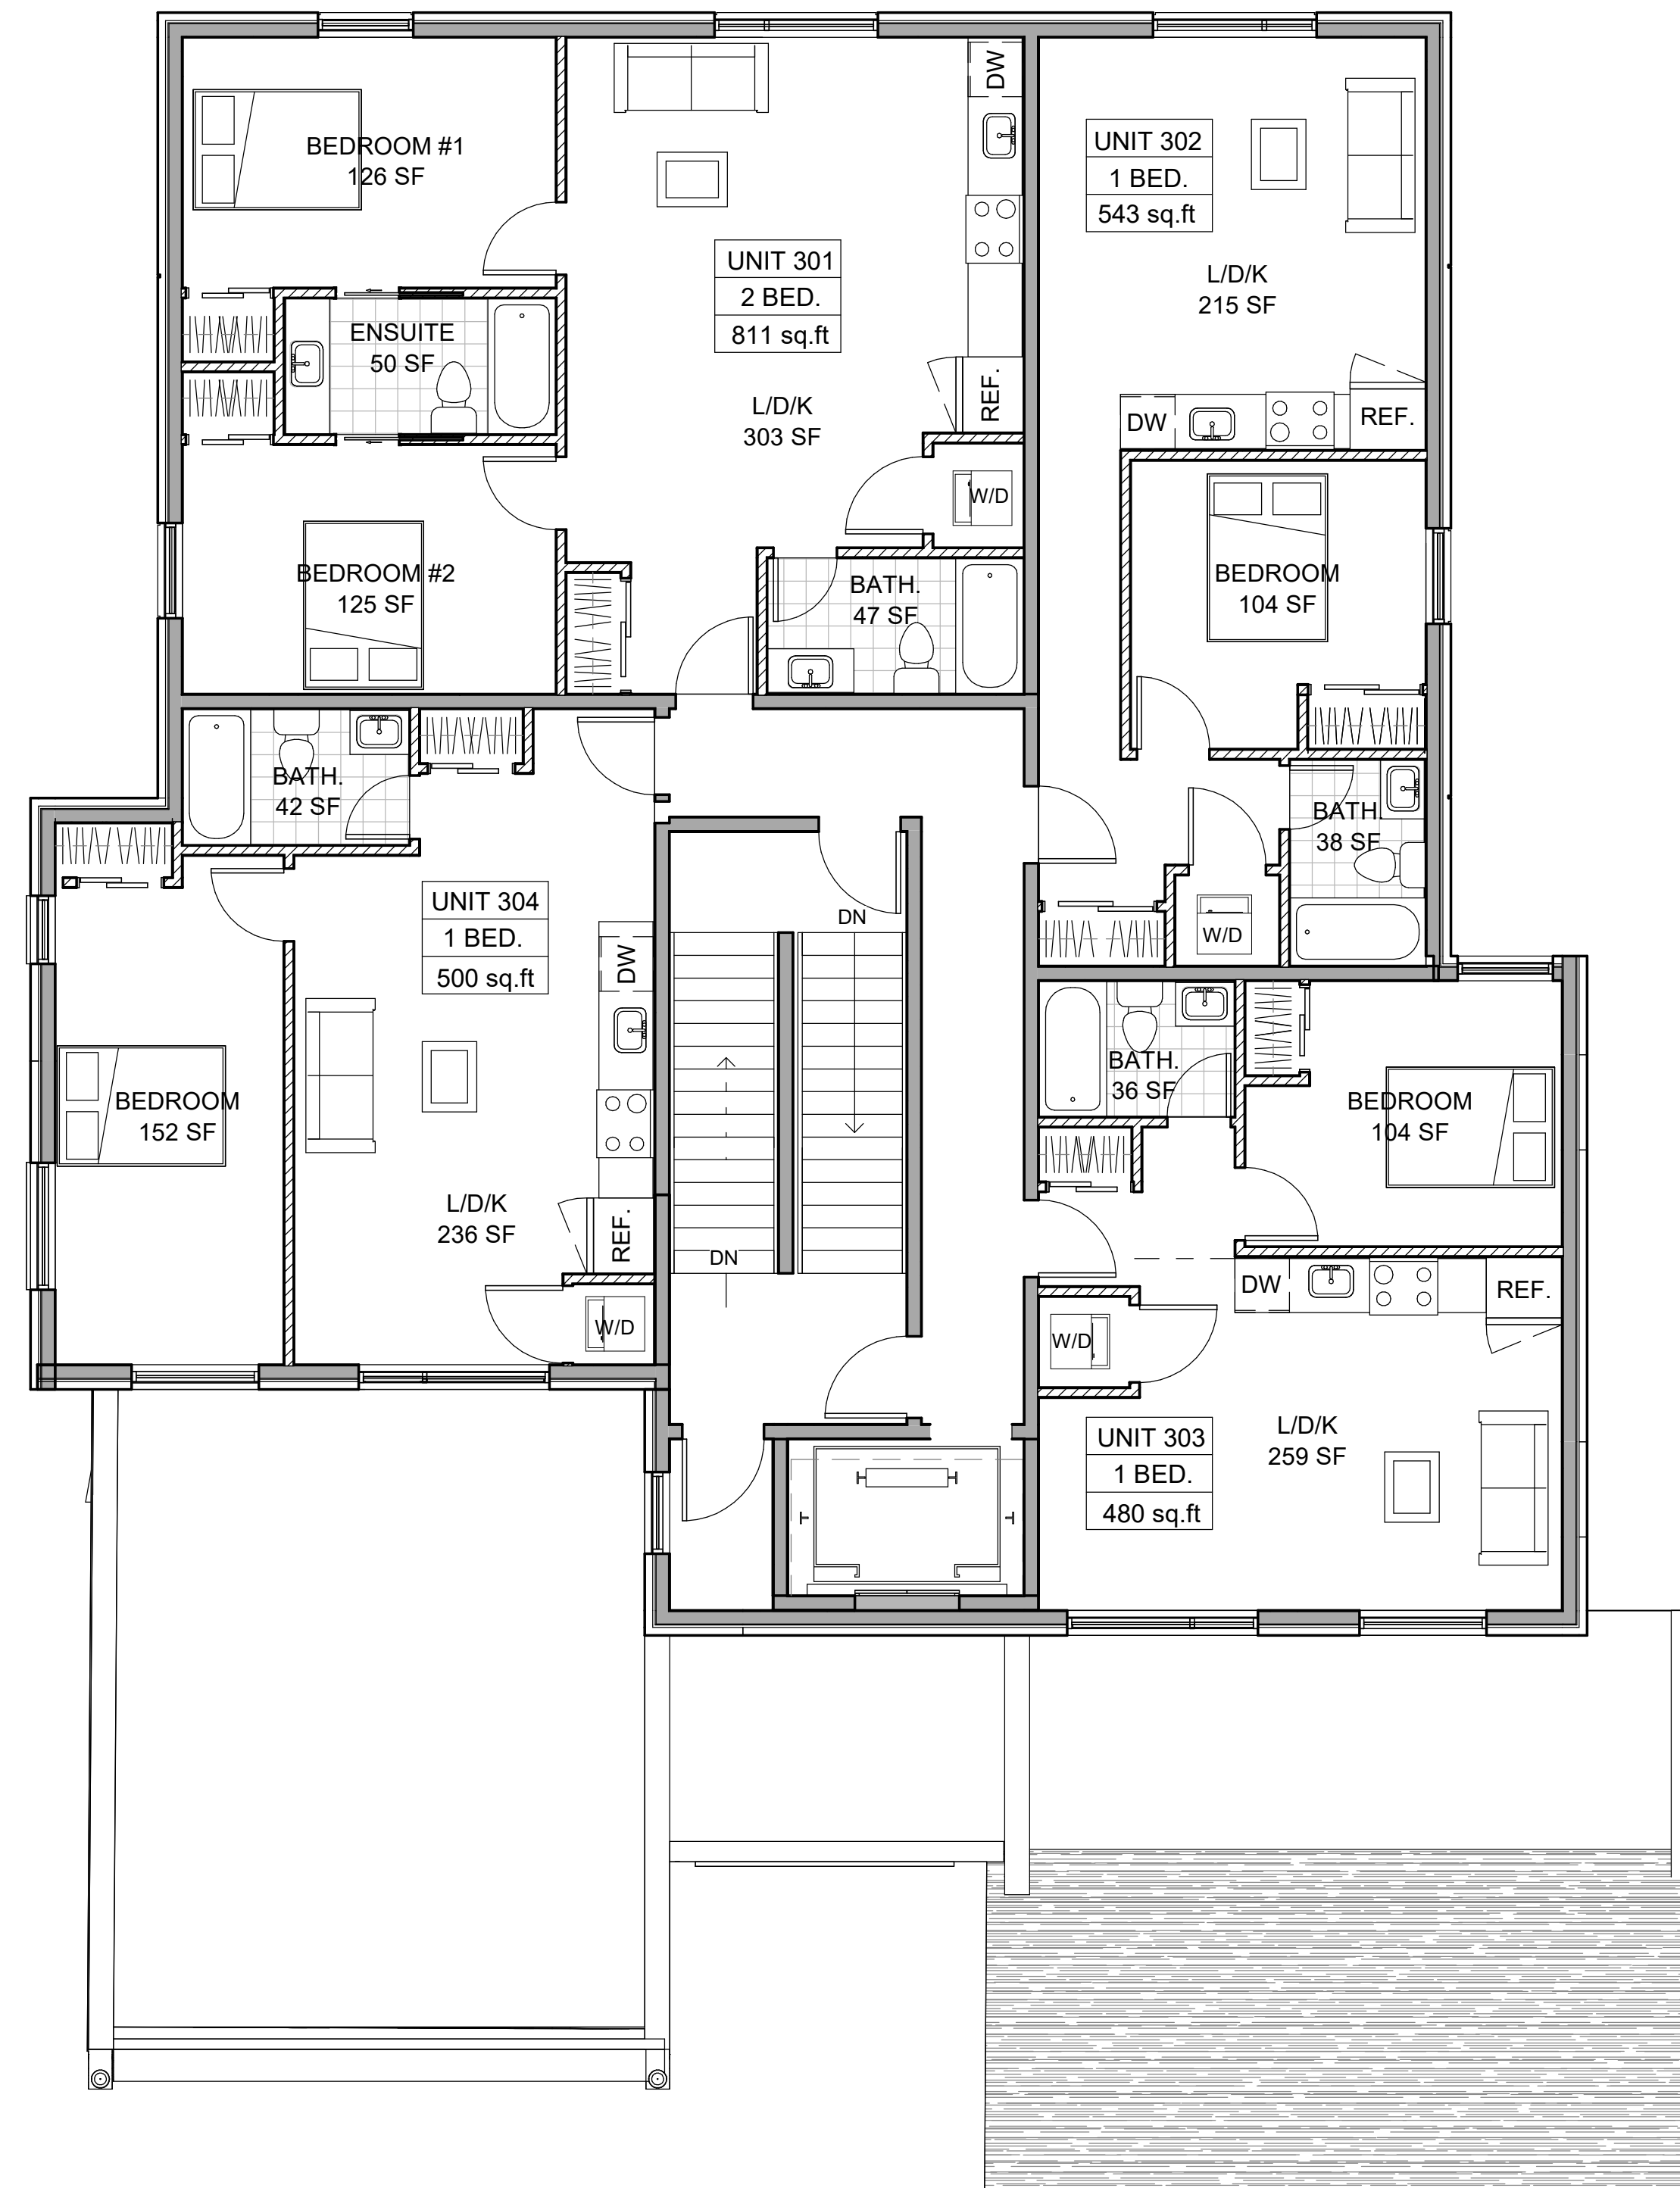 BEDROOM #1
126 SF
DW
UNIT 301
2 BED.
811 sq.ft
ENSUITE
50 SF
L/D/K
303 SF
REF.
W/D
BEDROOM #2
125 SF
BATH.
47 SF
UNIT 302
1 BED.
543 sq.ft
L/D/K
215 SF
DW
REF.
BEDROOM
104 SF
BATH.
38 SF
W/D
BATH.
42 SF
UNIT 304
1 BED.
500 sq.ft
DW
BEDROOM
152 SF
L/D/K
236 SF
REF.
W/D
DN
DN
BATH.
36 SF
BEDROOM
104 SF
DW
REF.
W/D
UNIT 303
1 BED.
480 sq.ft
L/D/K
259 SF